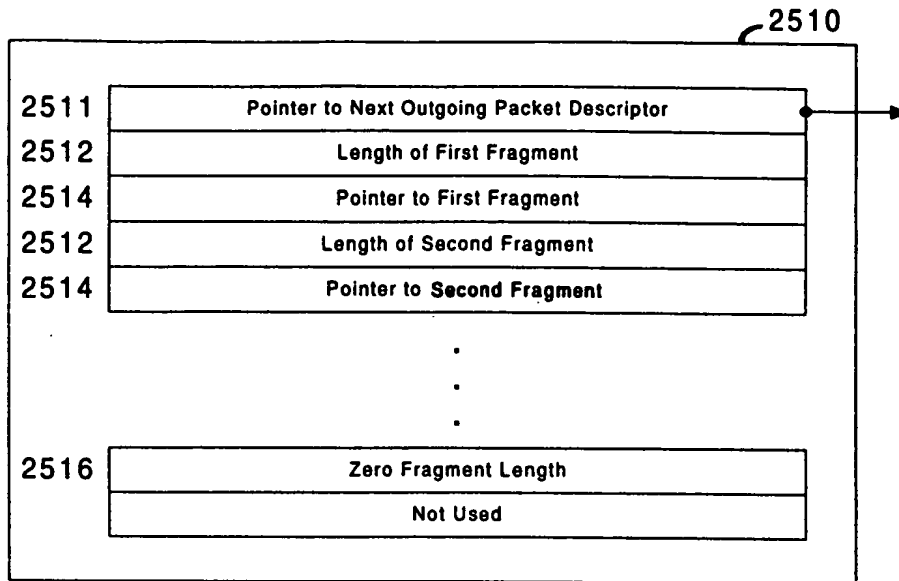 2510
2511 Pointer to Next Outgoing Packet Descriptor
2512 Length of First Fragment
2514 Pointer to First Fragment
2512 Length of Second Fragment
2514 Pointer to Second Fragment
2516 Zero Fragment Length
Not Used